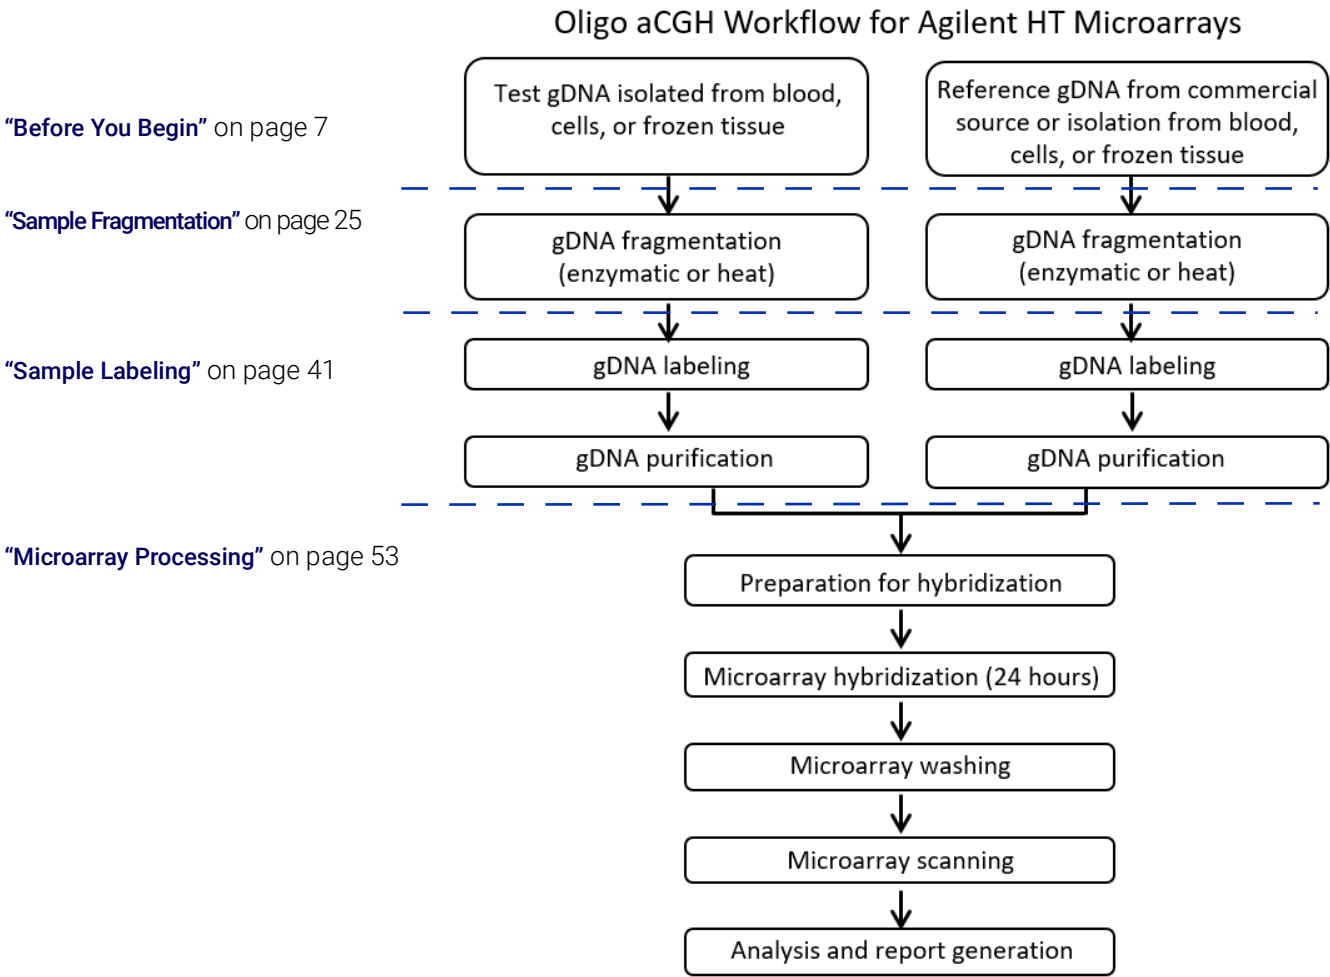 Oligo aCGH Workflow for Agilent HT Microarrays
“Before You Begin” on page 7
Test gDNA isolated from blood,
cells, or frozen tissue
Reference gDNA from commercial
source or isolation from blood,
cells, or frozen tissue
“Sample Fragmentation” on page 25
gDNA fragmentation
(enzymatic or heat)
gDNA fragmentation
(enzymatic or heat)
“Sample Labeling” on page 41
gDNA labeling
gDNA labeling
gDNA purification
gDNA purification
“Microarray Processing” on page 53
Preparation for hybridization
Microarray hybridization (24 hours)
Microarray washing
Microarray scanning
Analysis and report generation